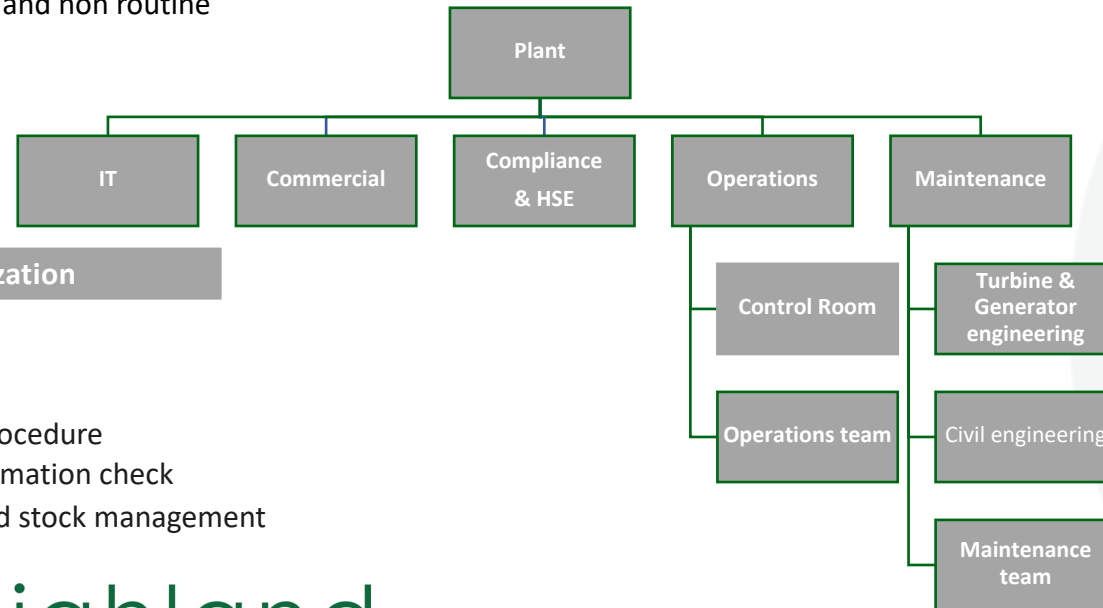 and non routine
Plant
IT
Commercial
Compliance
& HSE
Operations
Maintenance
zation
Control Room
Turbine &
Generator
engineering
ocedure
Operations team
Civil engineering
mation check
d stock management
Maintenance
team
ighland